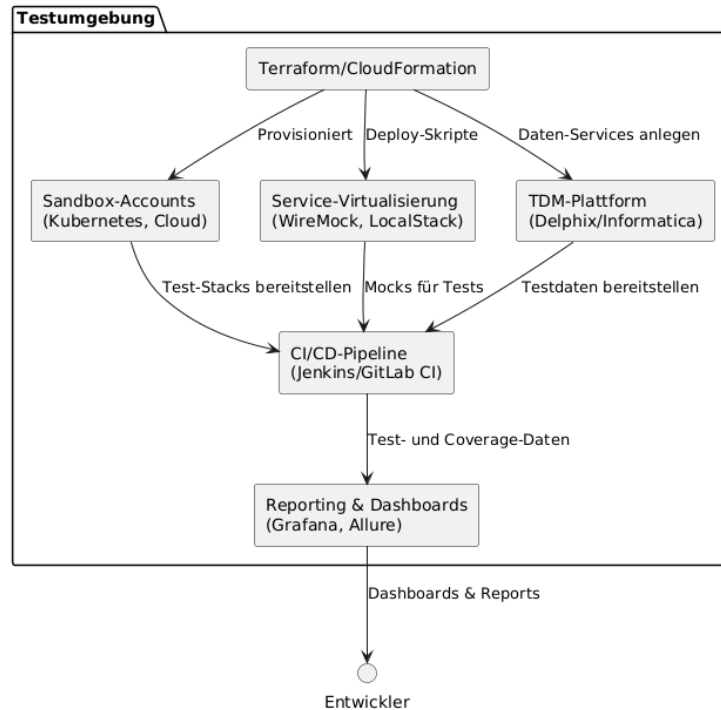 Testumgebung
Terraform/CloudFormation
Provisioniert
Deploy-Skripte
Daten-Services anlegen
Sandbox-Accounts
(Kubernetes, Cloud)
Service-Virtualisierung
(WireMock, LocalStack)
TDM-Plattform
(Delphix/Informatica)
Test-Stacks bereitstellen
Mocks für Tests
Testdaten bereitstellen
CI/CD-Pipeline
(Jenkins/GitLab CI)
Test- und Coverage-Daten
Reporting & Dashboards
(Grafana, Allure)
Dashboards & Reports
Entwickler